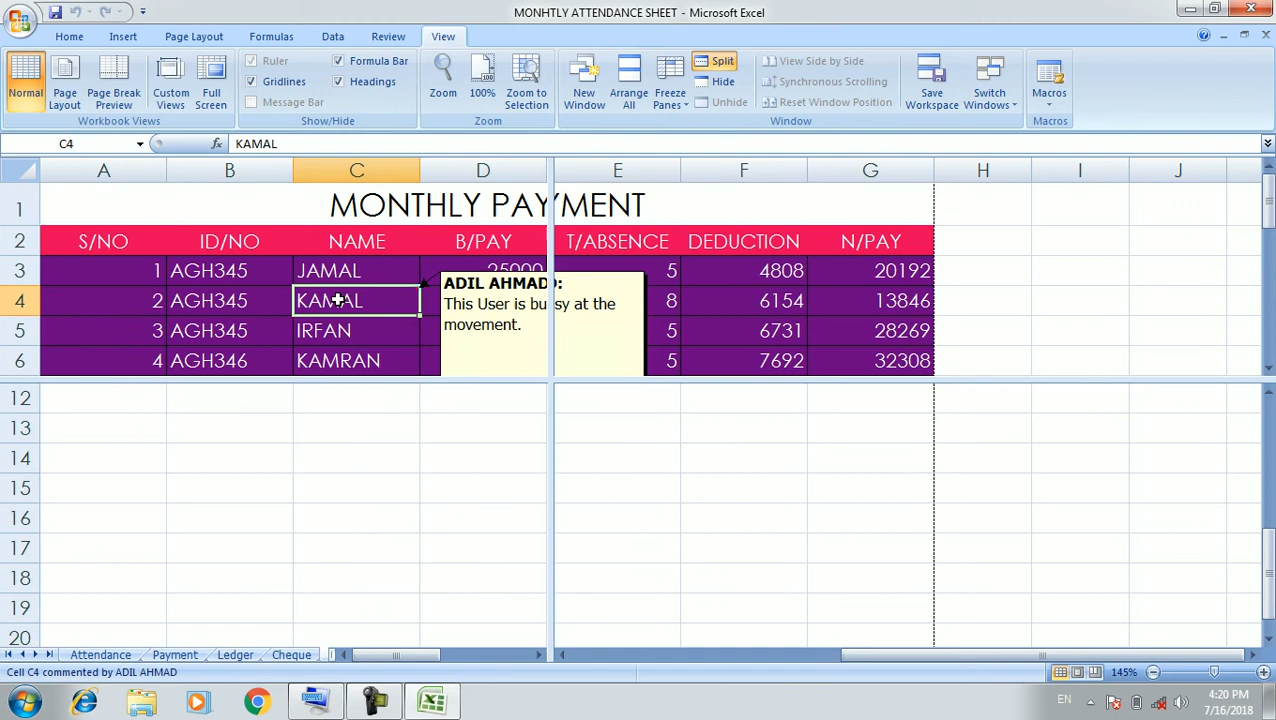 MONHTLY ATTENDANCE SHEET - Microsoft Excel
Home Insert Page Layout Formulas Data Review View
Normal Page Layout Page Break Preview Custom Views Full Screen
Workbook Views
Ruler Formula Bar
Gridlines Headings
Message Bar
Show/Hide
Zoom 100% Zoom to Selection
Zoom
New Window Arrange All Freeze Panes
Split
Hide
Unhide
View Side by Side
Synchronous Scrolling
Reset Window Position
Window
Save Workspace Switch Windows
Macros
Macros
C4 fx KAMAL
A B C D E F G H I J
1 MONTHLY PAYMENT
2 S/NO ID/NO NAME B/PAY T/ABSENCE DEDUCTION N/PAY
3 1 AGH345 JAMAL 25000 5 4808 20192
4 2 AGH345 KAMAL 8 6154 13846
5 3 AGH345 IRFAN 5 6731 28269
6 4 AGH346 KAMRAN 5 7692 32308
ADIL AHMAD:
This User is bussy at the
movement.
12
13
14
15
16
17
18
19
20
Attendance Payment Ledger Cheque
Cell C4 commented by ADIL AHMAD 145%
EN 4:20 PM
7/16/2018